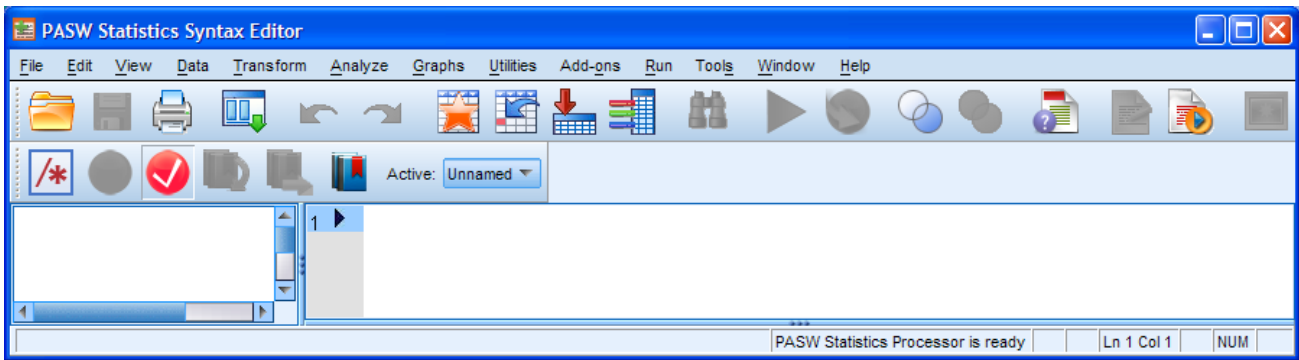 PASW Statistics Syntax Editor
File Edit View Data Transform Analyze Graphs Utilities Add-ons Run Tools Window Help
/*
?
Active: Unnamed
1
PASW Statistics Processor is ready Ln 1 Col 1 NUM